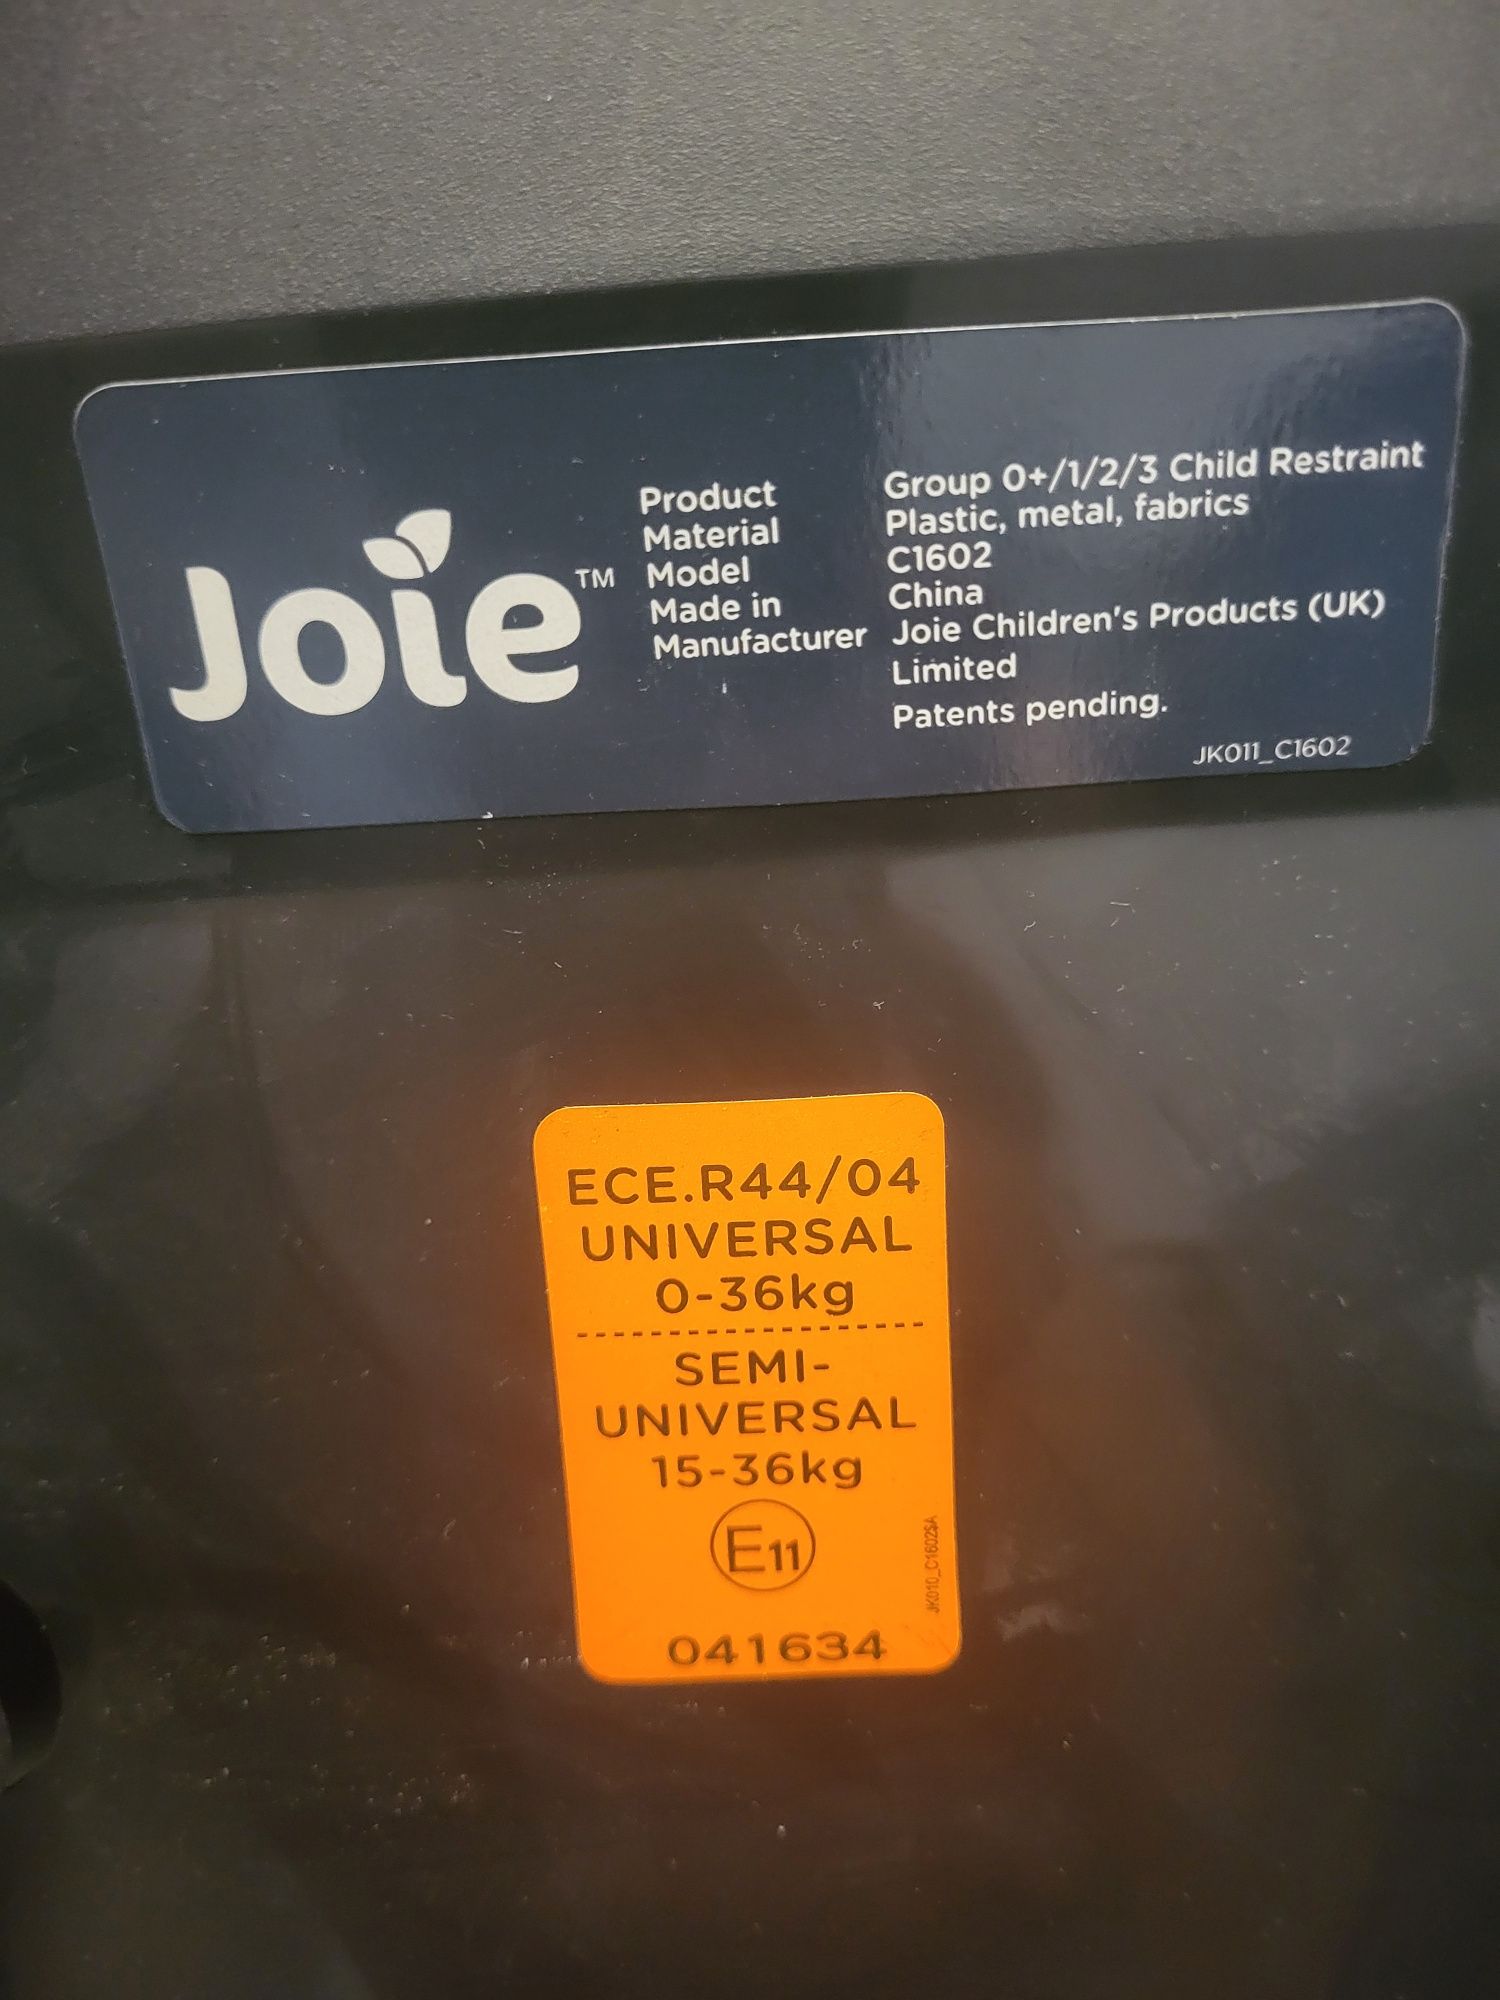 Joie™
Product Group 0+/1/2/3 Child Restraint
Material Plastic, metal, fabrics
Model C1602
Made in China
Manufacturer Joie Children's Products (UK)
Limited
Patents pending.
JK011_C1602
ECE.R44/04
UNIVERSAL
0-36kg
SEMI-
UNIVERSAL
15-36kg
E11
JK010_C1602SA
041634